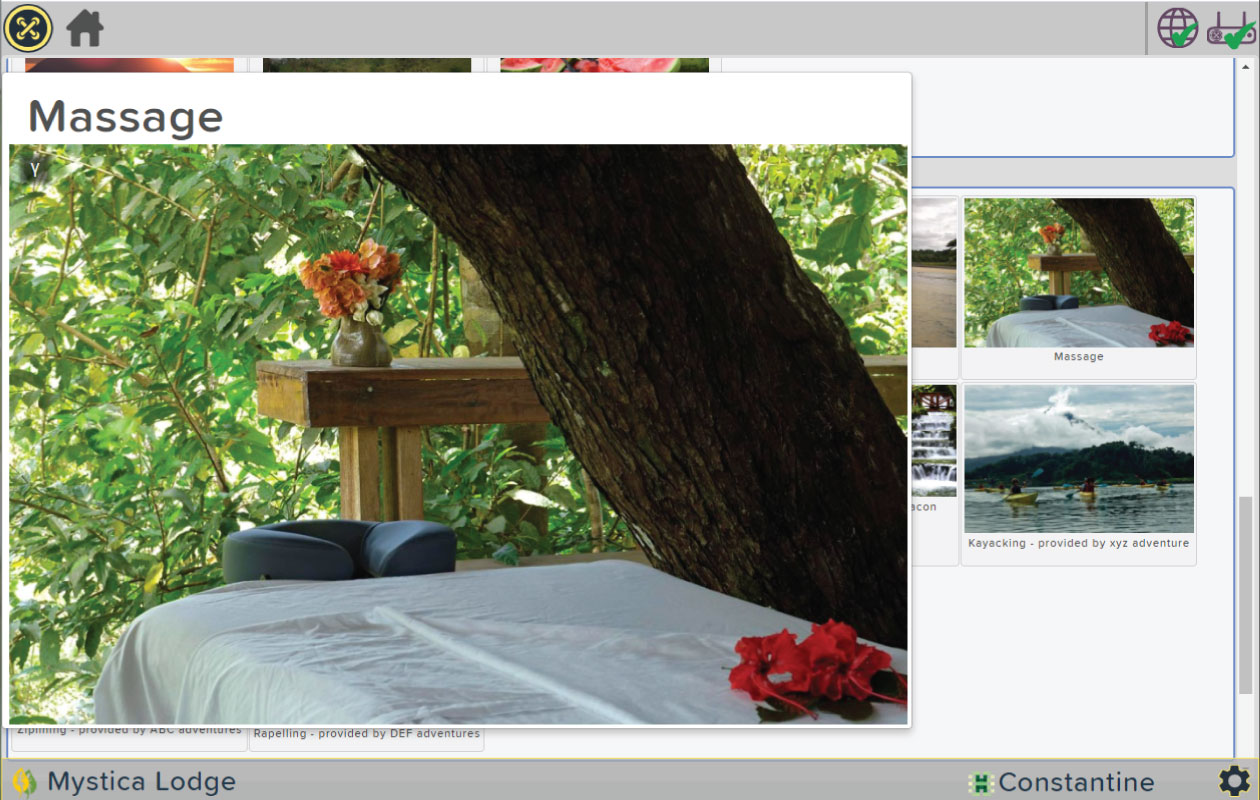 Massage
Y
Massage
acon
Kayacking - provided by xyz adventure
Ziplining - provided by ABC adventures
Rapelling - provided by DEF adventures
Mystica Lodge
Constantine